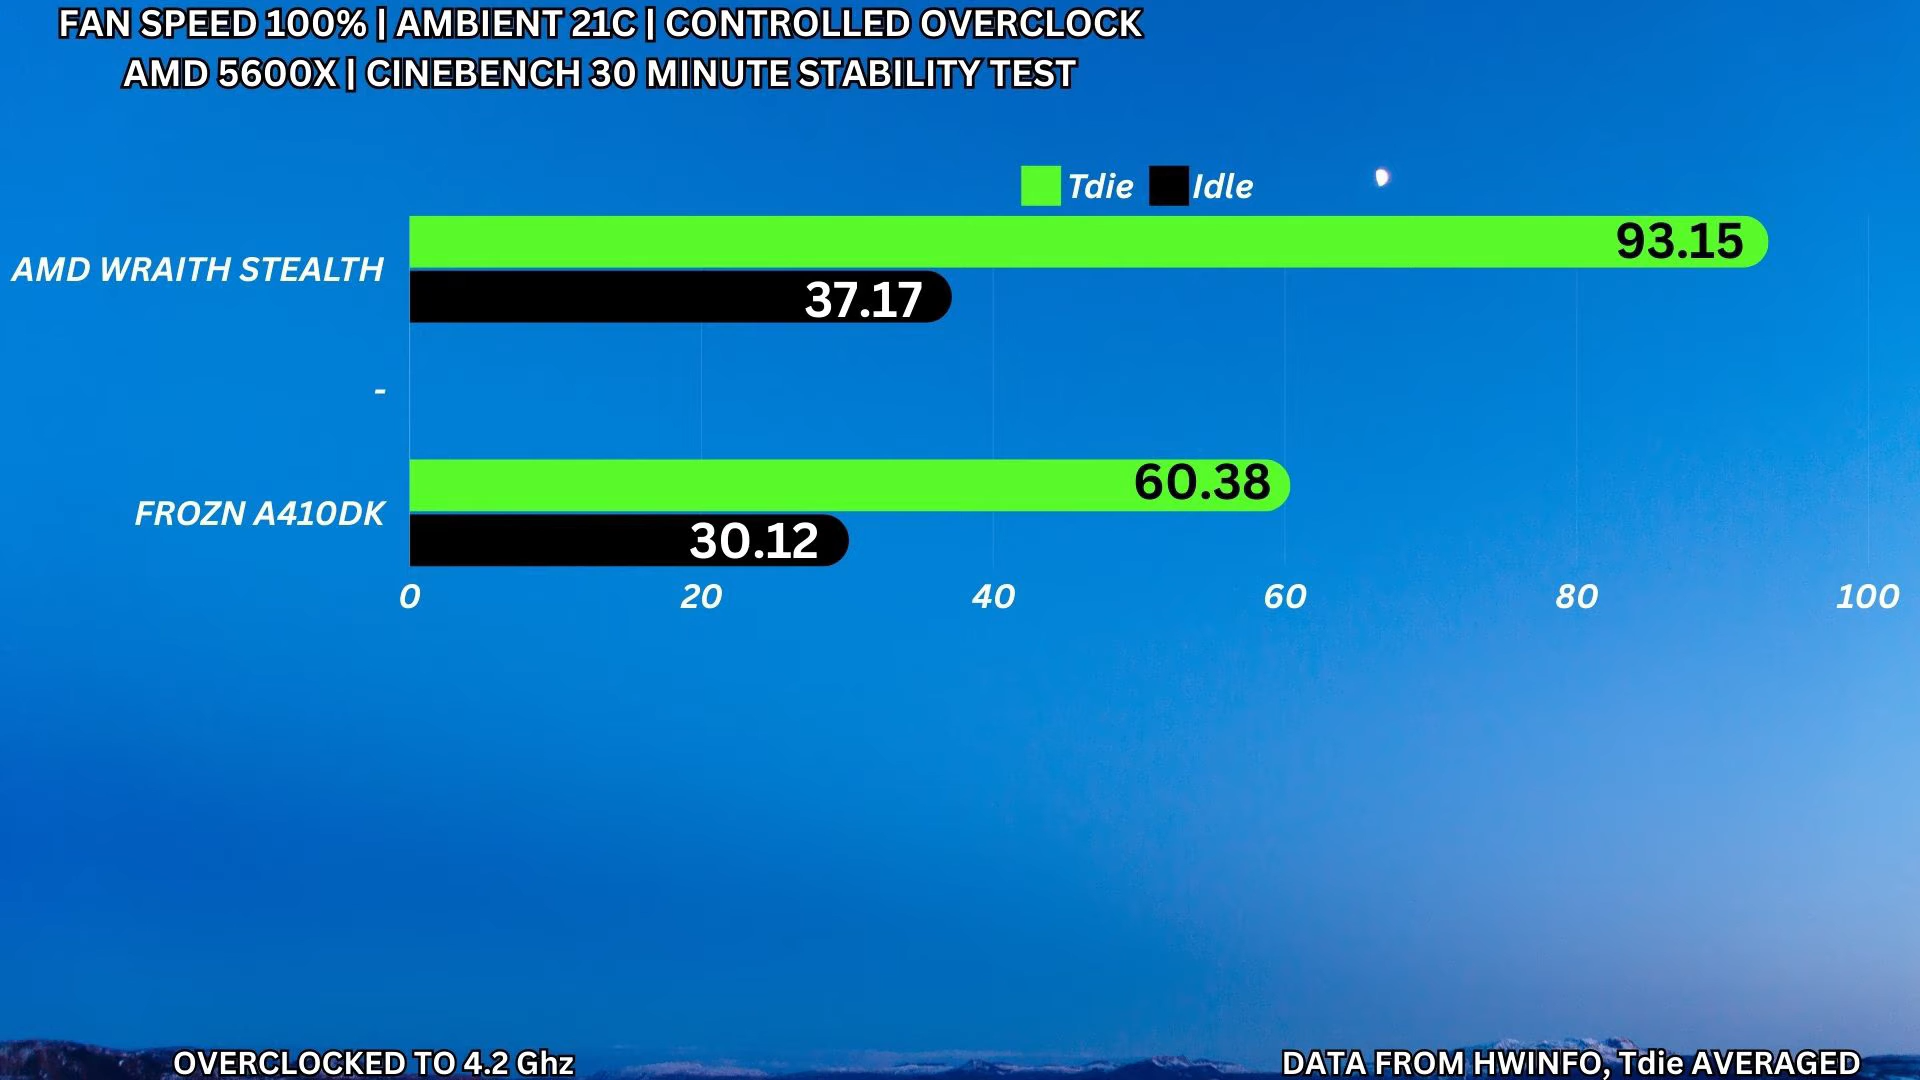 FAN SPEED 100% | AMBIENT 21C | CONTROLLED OVERCLOCK
AMD 5600X | CINEBENCH 30 MINUTE STABILITY TEST
Tdie Idle
AMD WRAITH STEALTH
93.15
37.17
-
FROZN A410DK
60.38
30.12
0 20 40 60 80 100
OVERCLOCKED TO 4.2 Ghz
DATA FROM HWINFO, Tdie AVERAGED